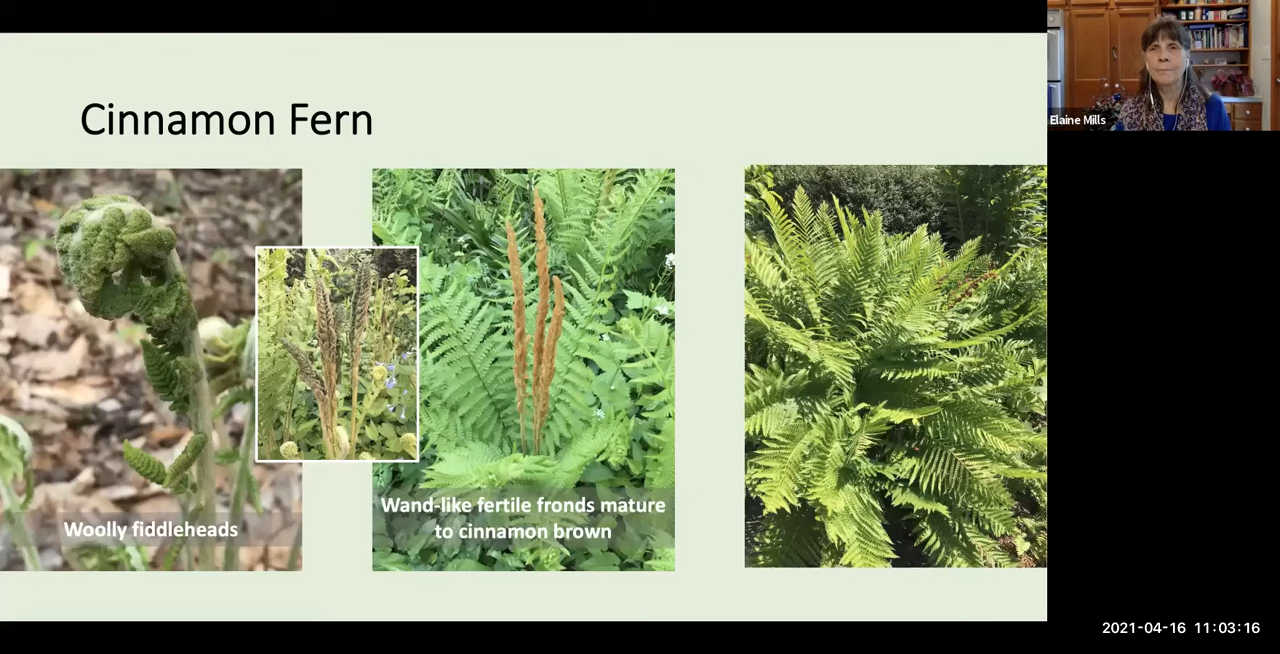 Cinnamon Fern
Elaine Mills
Woolly fiddleheads
Wand-like fertile fronds mature
to cinnamon brown
2021-04-16 11:03:16